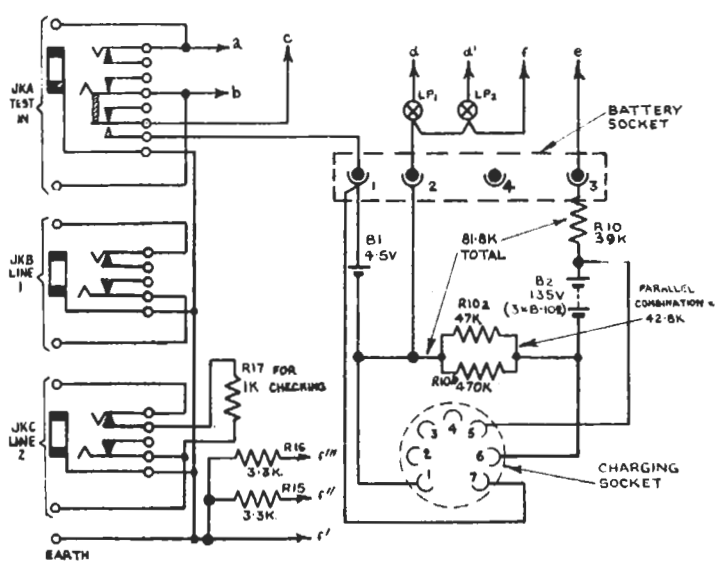 a
c
b
JKA
TEST
IN
d
d'
f
e
LP1
LP2
BATTERY
SOCKET
1
2
4
3
JKB
LINE
1
B1
4.5V
81.8K
TOTAL
R10
39K
B2
135V
(3×B-102)
PARALLEL
COMBINATION =
42.8K
R10a
47K
R10b
470K
JKC
LINE
2
R17 FOR
1K CHECKING
R16
3.3K.
f'''
R15
3.3K.
f''
f'
EARTH
4
3
5
2
6
1
7
CHARGING
SOCKET